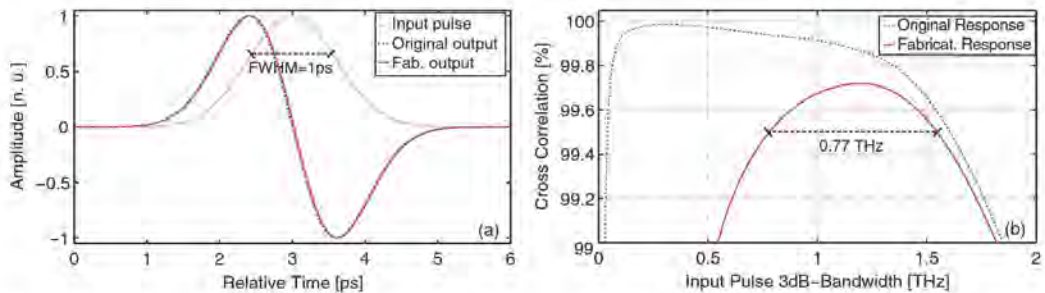 1
0.5
0
−0.5
−1
Amplitude [n. u.]
Input pulse
Original output
Fab. output
FWHM=1ps
(a)
0
1
2
3
4
5
6
Relative Time [ps]
100
99.8
99.6
99.4
99.2
99
Cross Correlation [%]
Original Response
Fabricat. Response
0.77 THz
(b)
0
0.5
1
1.5
2
Input Pulse 3dB−Bandwidth [THz]